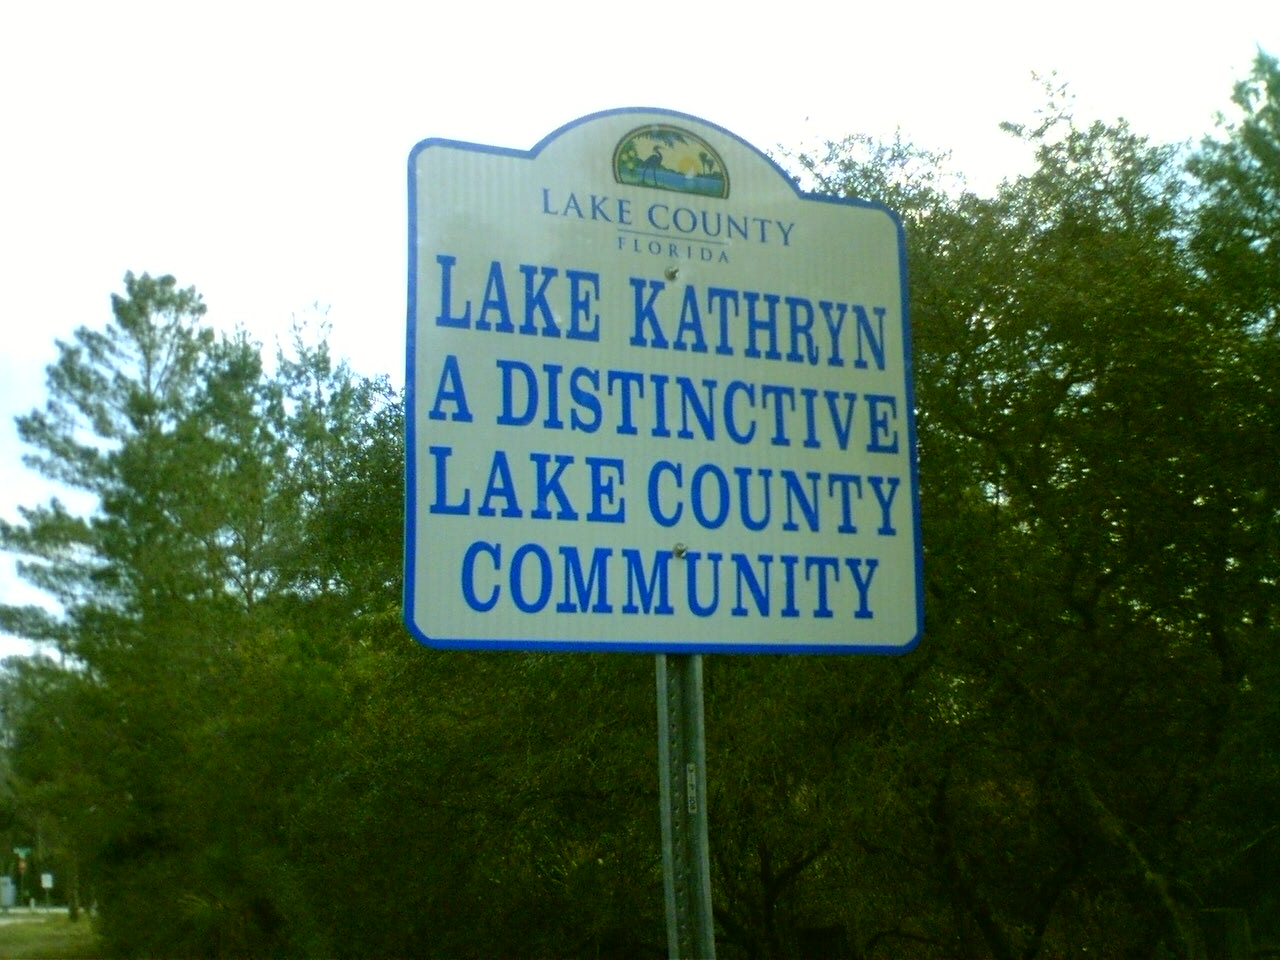 LAKE COUNTY
FLORIDA
LAKE KATHRYN
A DISTINCTIVE
LAKE COUNTY
COMMUNITY